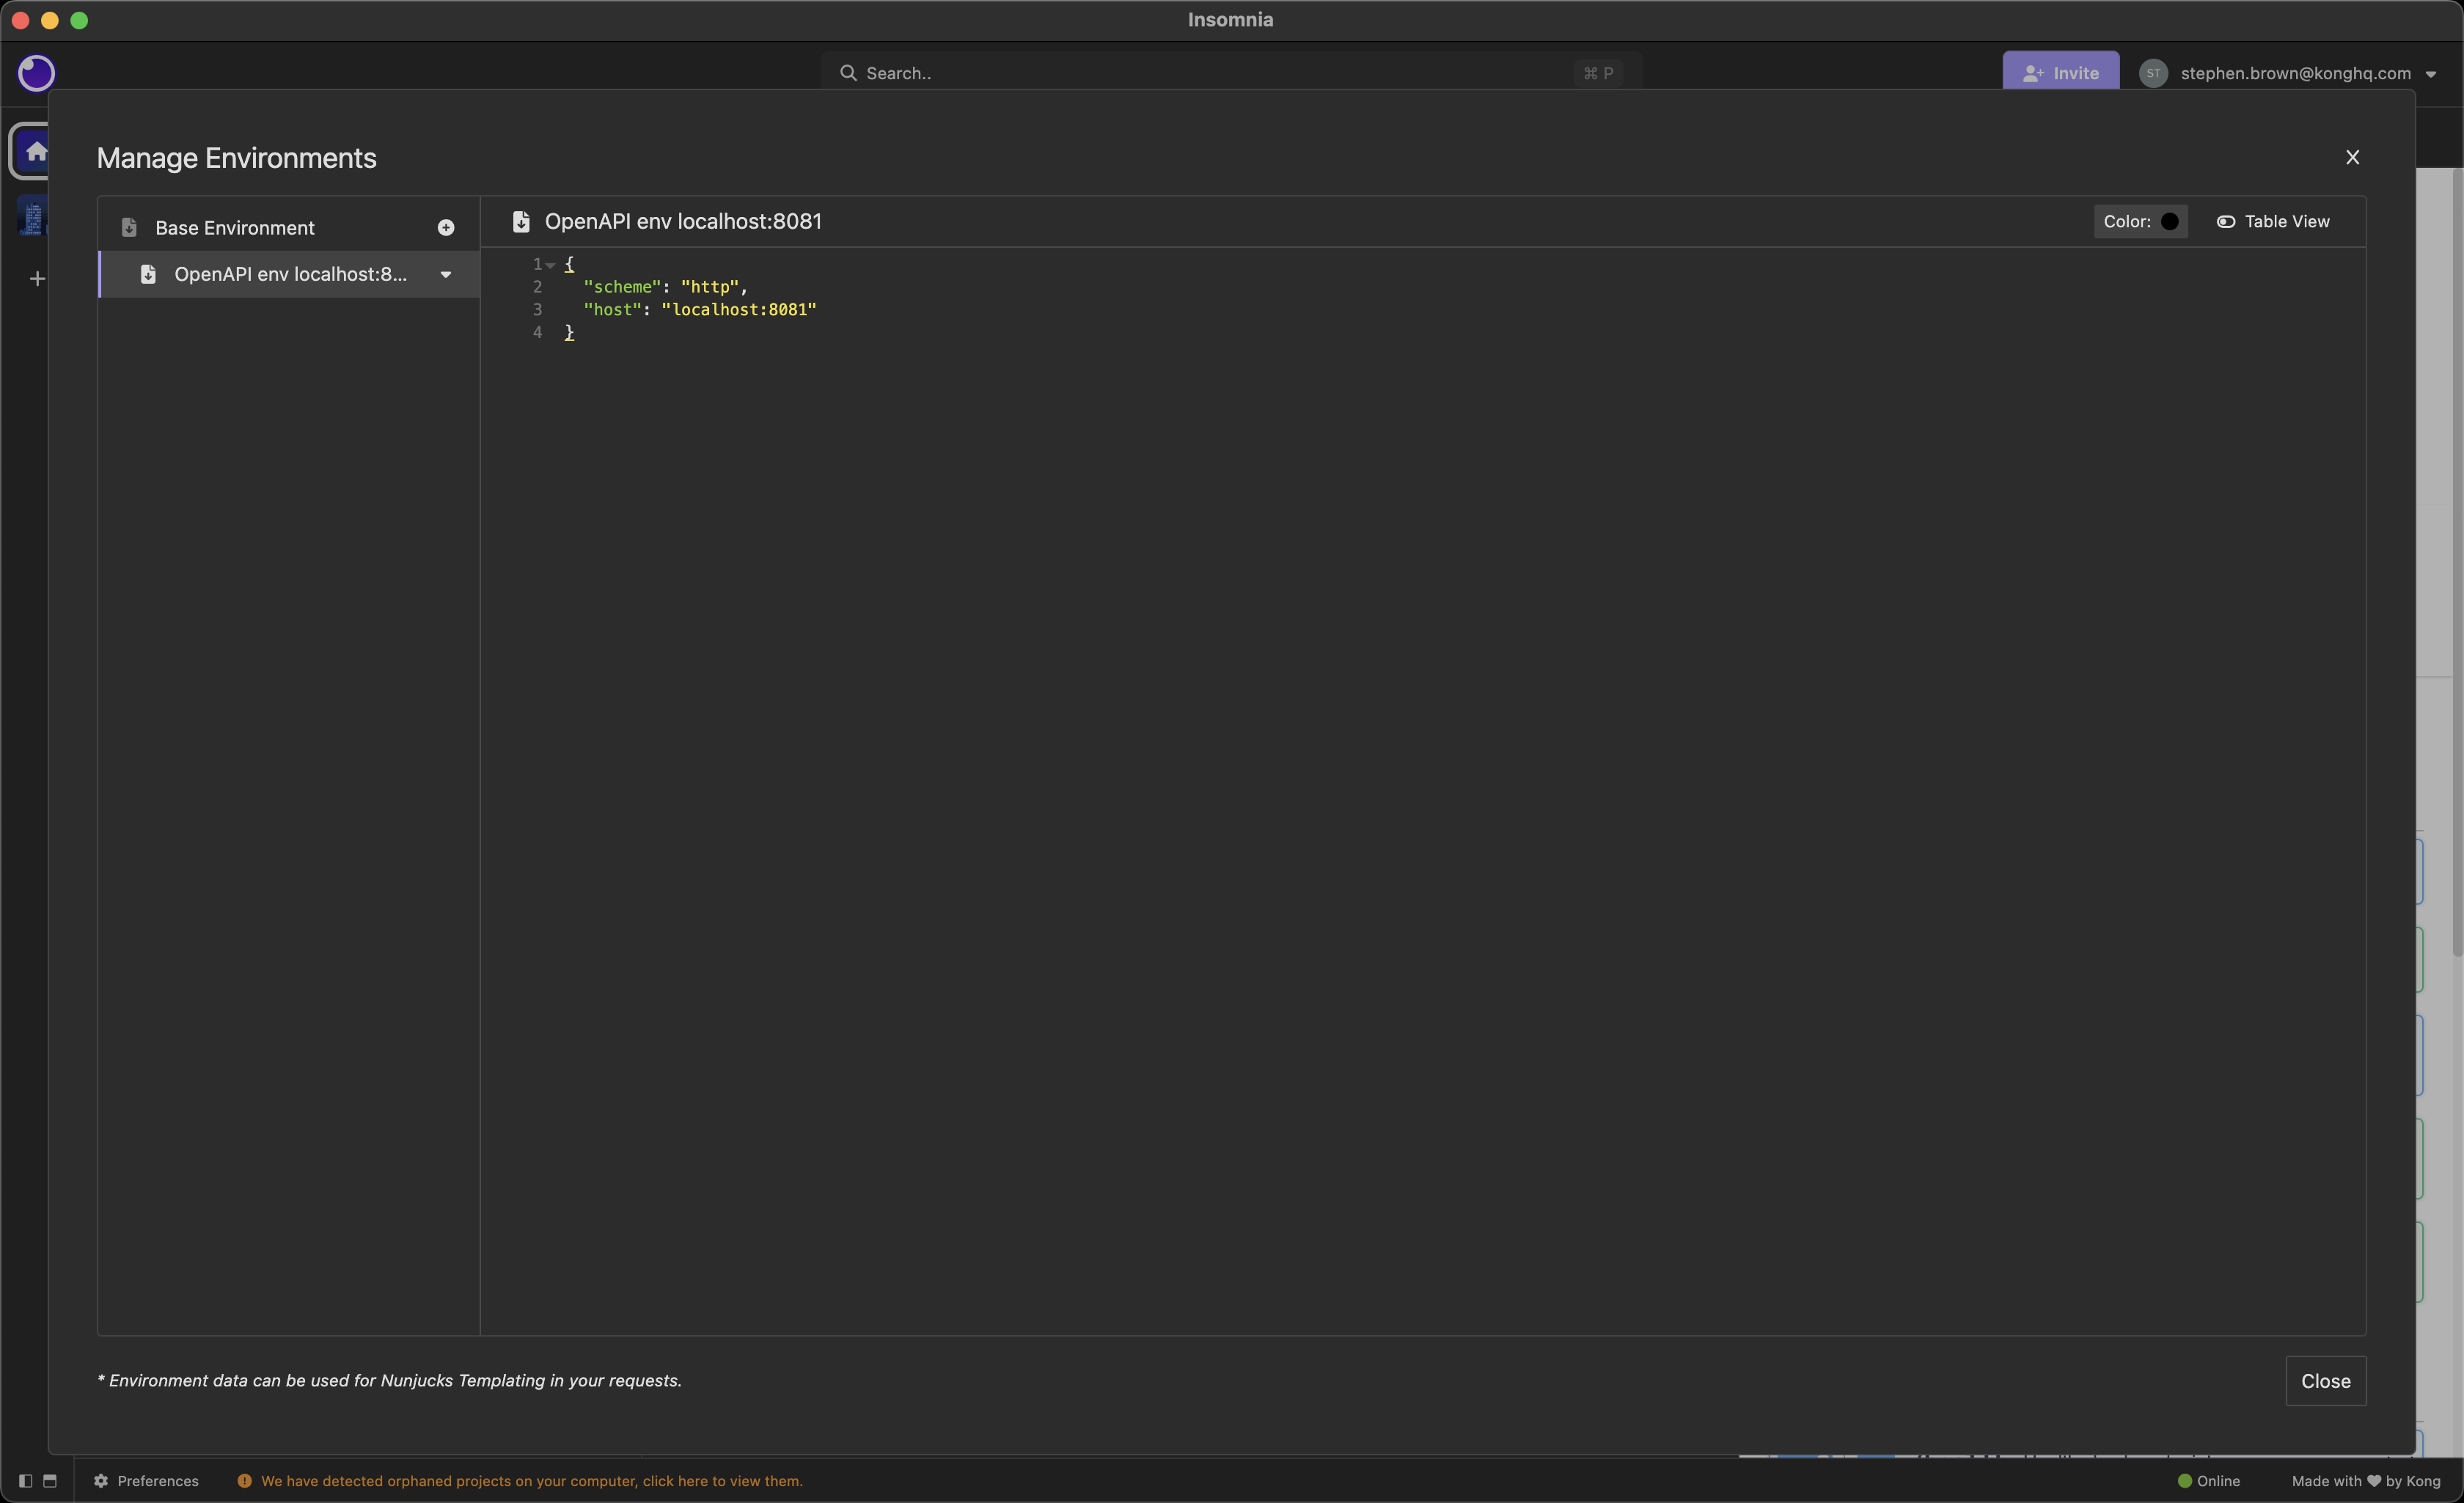 Insomnia
Search..
⌘ P
Invite
ST
stephen.brown@konghq.com
Manage Environments
X
Base Environment
OpenAPI env localhost:8...
OpenAPI env localhost:8081
Color:
Table View
1 {
2 "scheme": "http",
3 "host": "localhost:8081"
4 }
* Environment data can be used for Nunjucks Templating in your requests.
Close
Preferences
We have detected orphaned projects on your computer, click here to view them.
Online
Made with ♥ by Kong